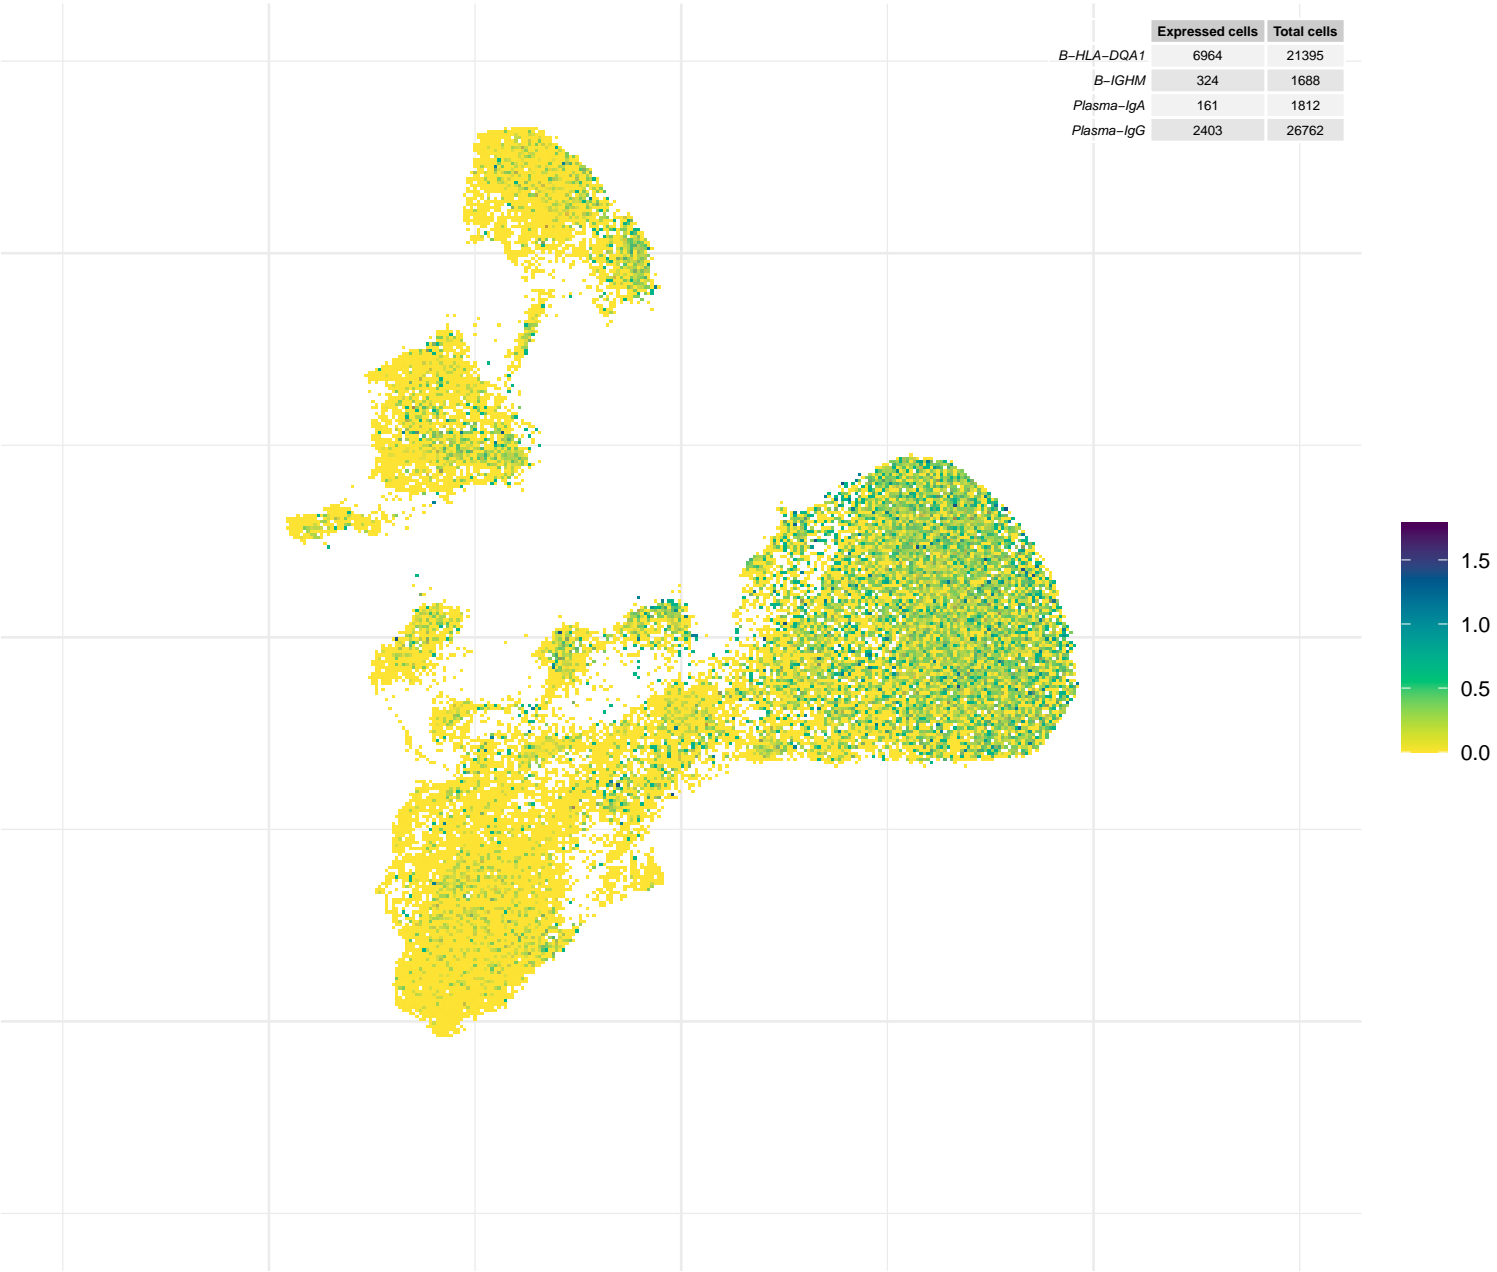 Expressed cells Total cells
B−HLA−DQA1 6964 21395
B−IGHM 324 1688
Plasma−IgA 161 1812
Plasma−IgG 2403 26762
1.5
1.0
0.5
0.0